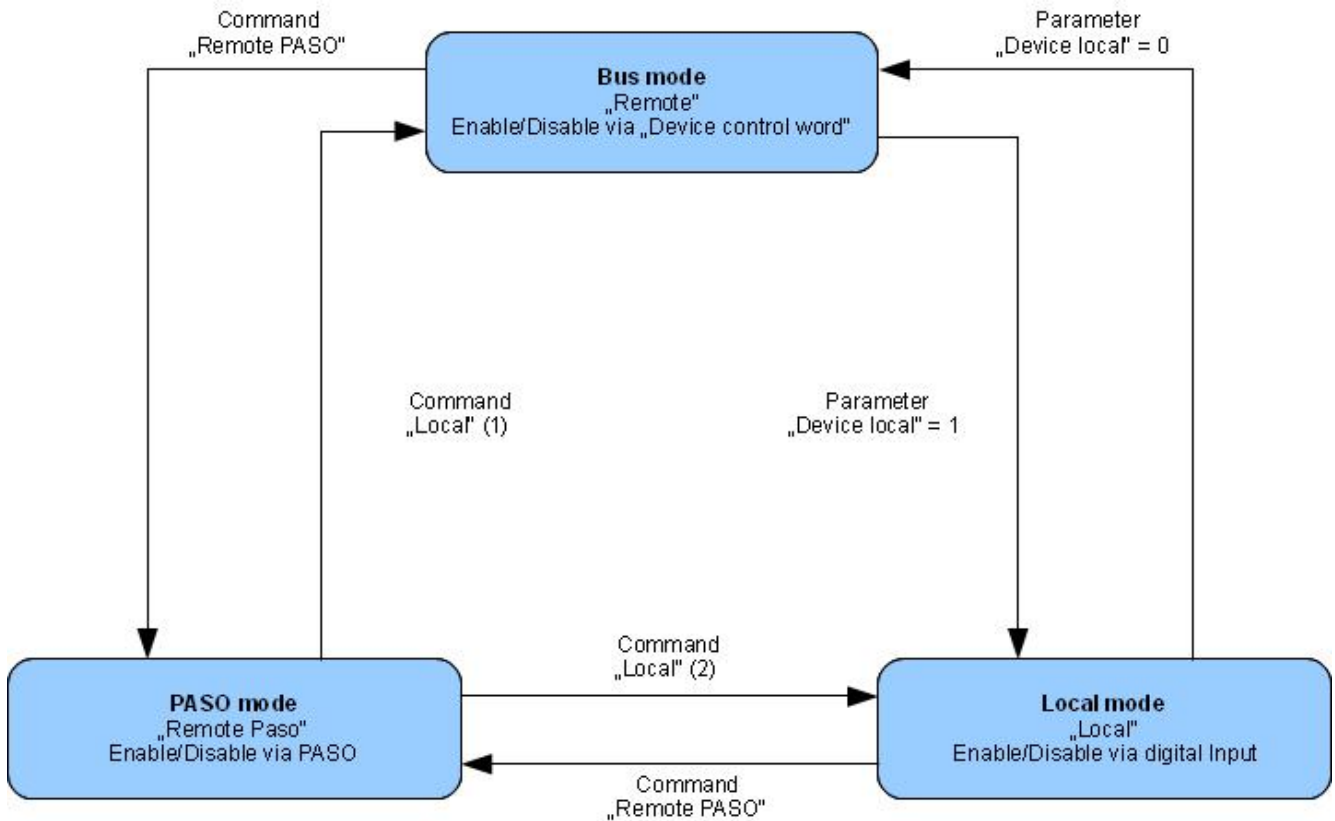 Command
„Remote PASO"
Parameter
„Device local" = 0
Bus mode
„Remote"
Enable/Disable via „Device control word"
Command
„Local" (1)
Parameter
„Device local" = 1
Command
„Local" (2)
PASO mode
„Remote Paso"
Enable/Disable via PASO
Local mode
„Local"
Enable/Disable via digital Input
Command
„Remote PASO"